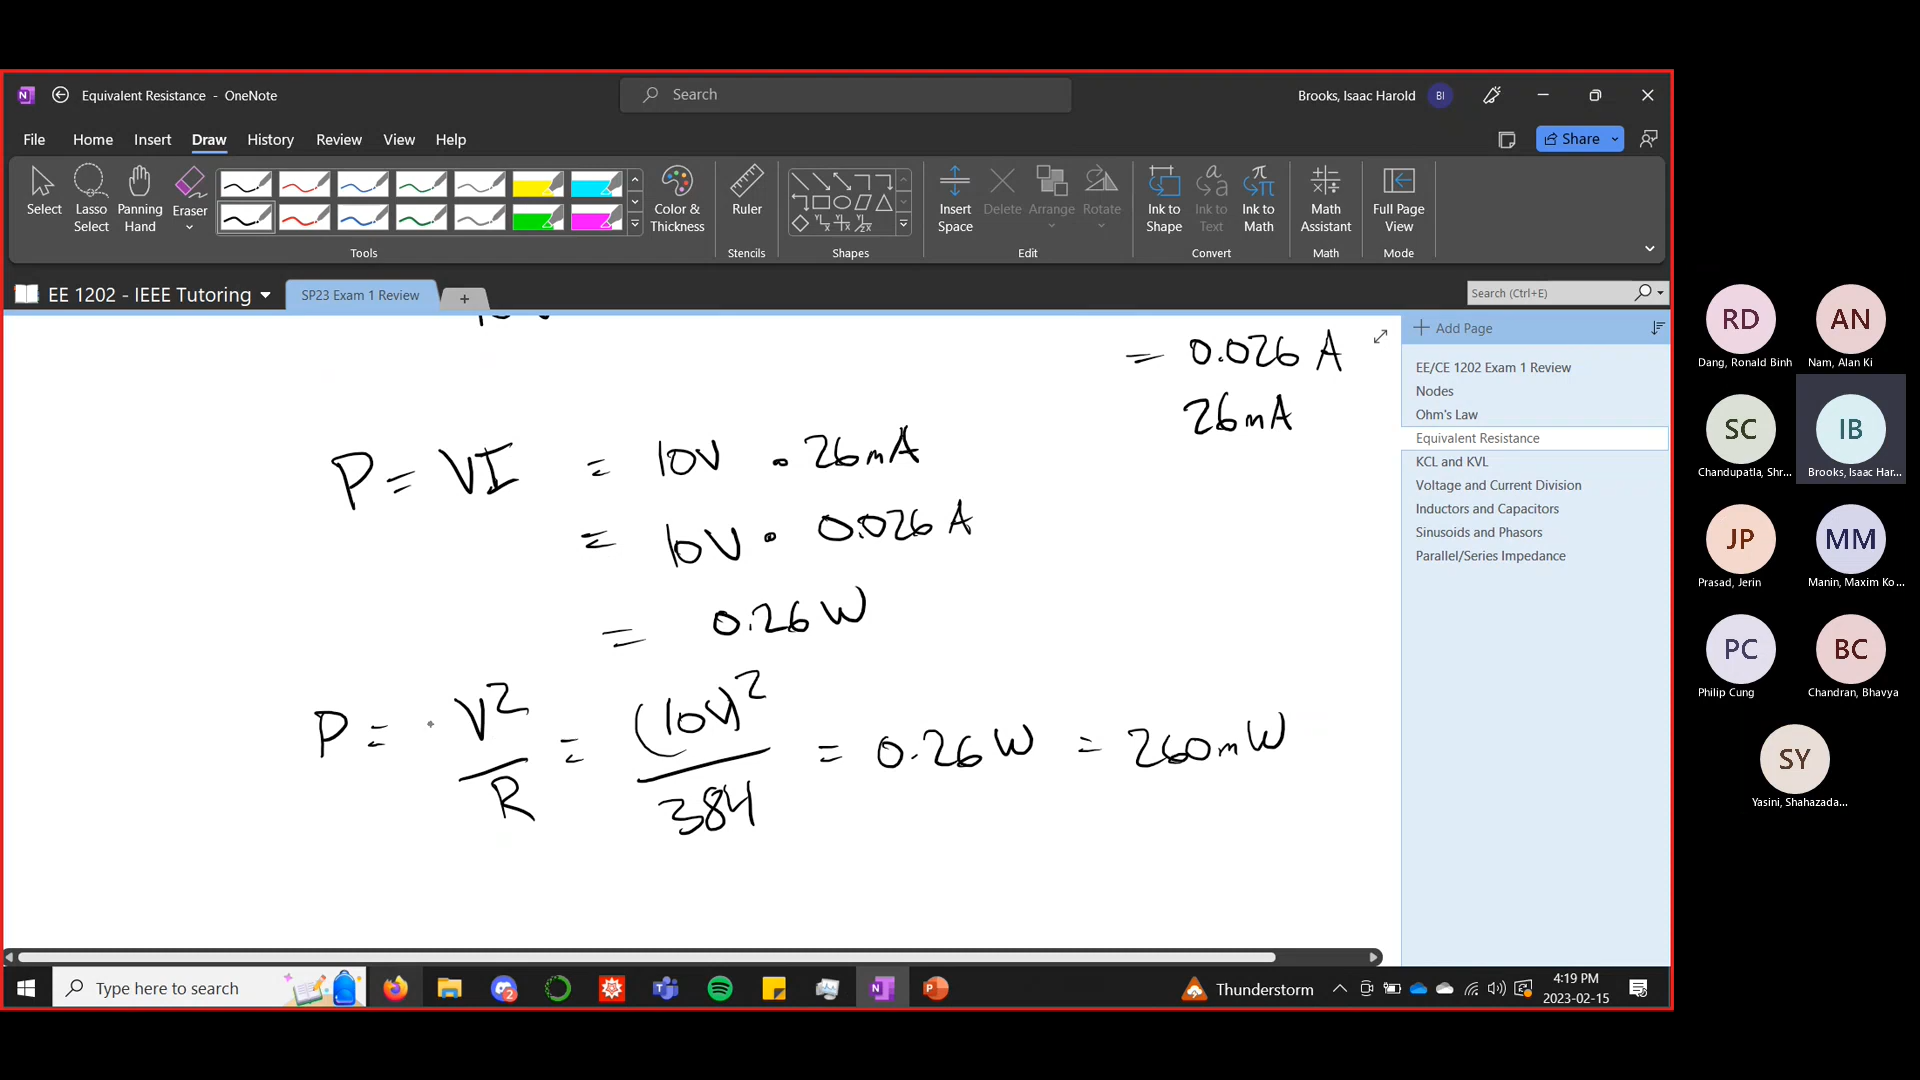 Equivalent Resistance - OneNote
Search
Brooks, Isaac Harold
BI
File Home Insert Draw History Review View Help
Share
Select
Lasso Select
Panning Hand
Eraser
Color & Thickness
Ruler
Insert Space
Delete
Arrange
Rotate
Ink to Shape
Ink to Text
Ink to Math
Math Assistant
Full Page View
Tools Stencils Shapes Edit Convert Math Mode
EE 1202 - IEEE Tutoring
SP23 Exam 1 Review
Search (Ctrl+E)
Add Page
EE/CE 1202 Exam 1 Review
Nodes
Ohm's Law
Equivalent Resistance
KCL and KVL
Voltage and Current Division
Inductors and Capacitors
Sinusoids and Phasors
Parallel/Series Impedance
= 0.026 A
26mA
P = VI = 10V · 26mA
= 10V · 0.026 A
= 0.26 W
P = V²/R = (10V)²/384 = 0.26 W = 260mW
RD
Dang, Ronald Binh
AN
Nam, Alan Ki
SC
Chandupatla, Shr...
IB
Brooks, Isaac Har...
JP
Prasad, Jerin
MM
Manin, Maxim Ko...
PC
Philip Cung
BC
Chandran, Bhavya
SY
Yasini, Shahazada...
Type here to search
Thunderstorm
4:19 PM
2023-02-15